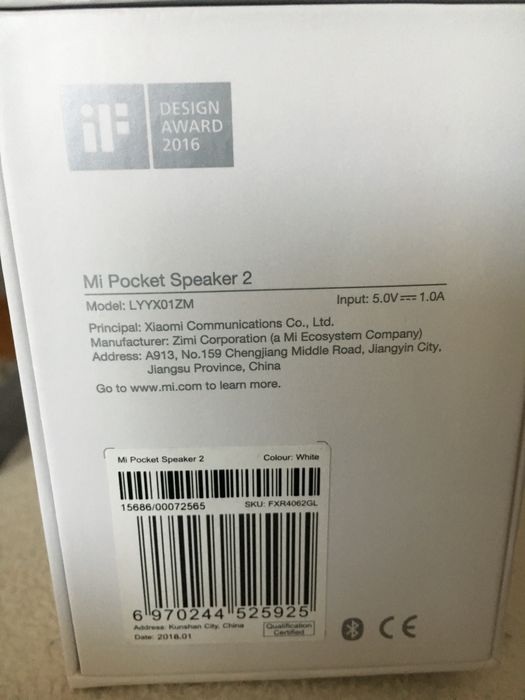 iF
DESIGN
AWARD
2016
Mi Pocket Speaker 2
Model: LYYX01ZM
Input: 5.0V⎓1.0A
Principal: Xiaomi Communications Co., Ltd.
Manufacturer: Zimi Corporation (a Mi Ecosystem Company)
Address: A913, No.159 Chengjiang Middle Road, Jiangyin City,
Jiangsu Province, China
Go to www.mi.com to learn more.
Mi Pocket Speaker 2
Colour: White
15686/00072565
SKU: FXR4062GL
6 970244 525925
Address: Kunshan City, China
Date: 2018.01
Qualification
Certified
CE